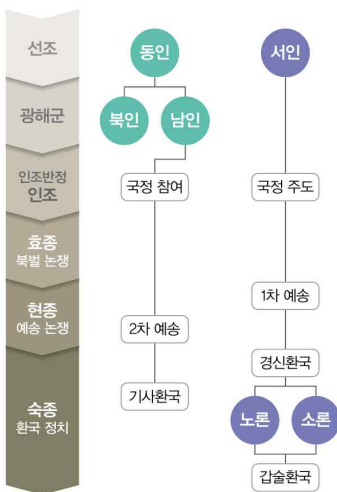 선조
동인
서인
광해군
북인
남인
인조반정
인조
국정 참여
국정 주도
효종
북벌 논쟁
현종
예송 논쟁
1차 예송
2차 예송
경신환국
숙종
환국 정치
기사환국
노론
소론
갑술환국